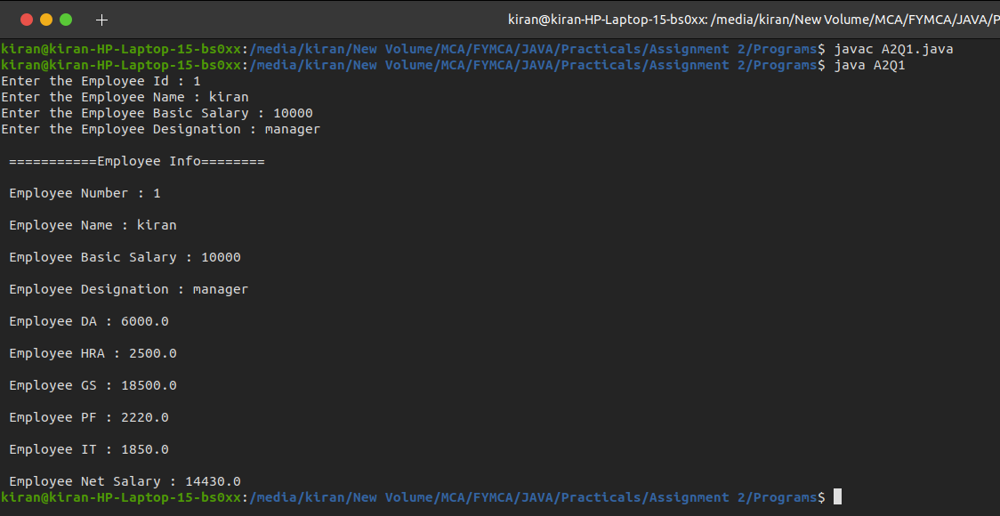 kiran@kiran-HP-Laptop-15-bs0xx: /media/kiran/New Volume/MCA/FYMCA/JAVA/P
kiran@kiran-HP-Laptop-15-bs0xx:/media/kiran/New Volume/MCA/FYMCA/JAVA/Practicals/Assignment 2/Programs$ javac A2Q1.java
kiran@kiran-HP-Laptop-15-bs0xx:/media/kiran/New Volume/MCA/FYMCA/JAVA/Practicals/Assignment 2/Programs$ java A2Q1
Enter the Employee Id : 1
Enter the Employee Name : kiran
Enter the Employee Basic Salary : 10000
Enter the Employee Designation : manager
===========Employee Info========
Employee Number : 1
Employee Name : kiran
Employee Basic Salary : 10000
Employee Designation : manager
Employee DA : 6000.0
Employee HRA : 2500.0
Employee GS : 18500.0
Employee PF : 2220.0
Employee IT : 1850.0
Employee Net Salary : 14430.0
kiran@kiran-HP-Laptop-15-bs0xx:/media/kiran/New Volume/MCA/FYMCA/JAVA/Practicals/Assignment 2/Programs$